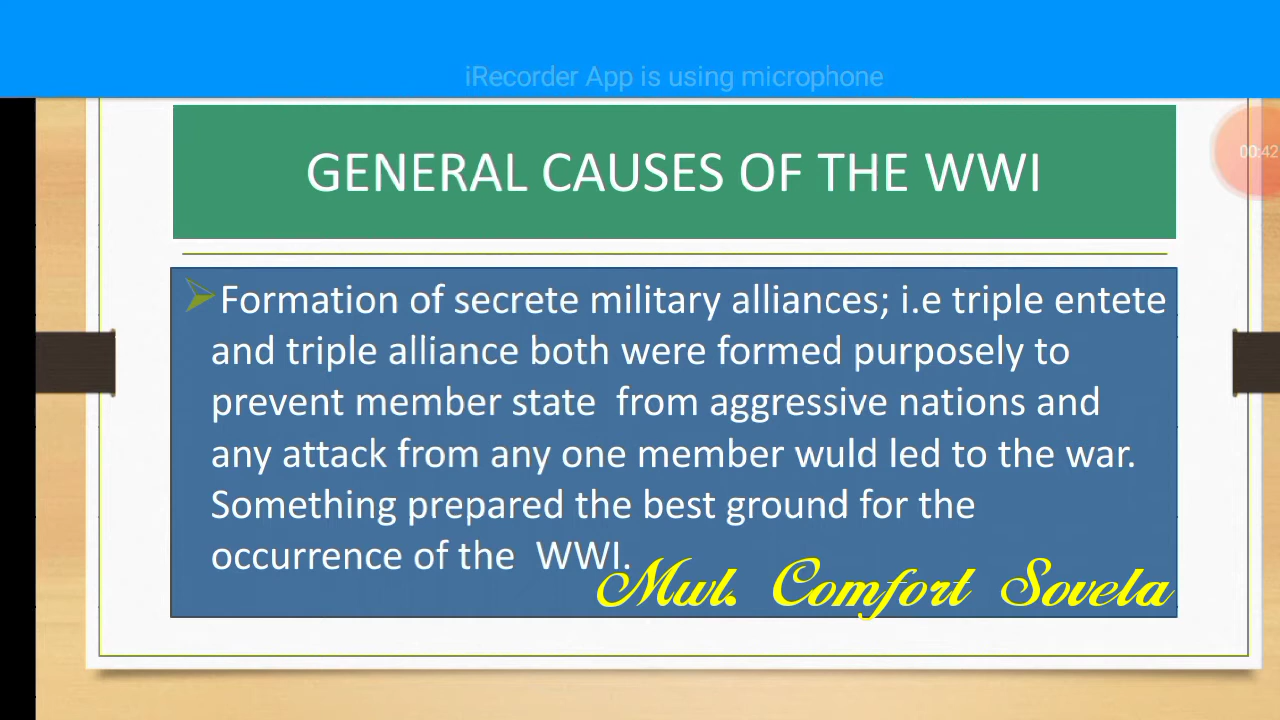 iRecorder App is using microphone
00:42
GENERAL CAUSES OF THE WWI
Formation of secrete military alliances; i.e triple entete
and triple alliance both were formed purposely to
prevent member state from aggressive nations and
any attack from any one member wuld led to the war.
Something prepared the best ground for the
occurrence of the WWI.
Mwl. Comfort Sovela